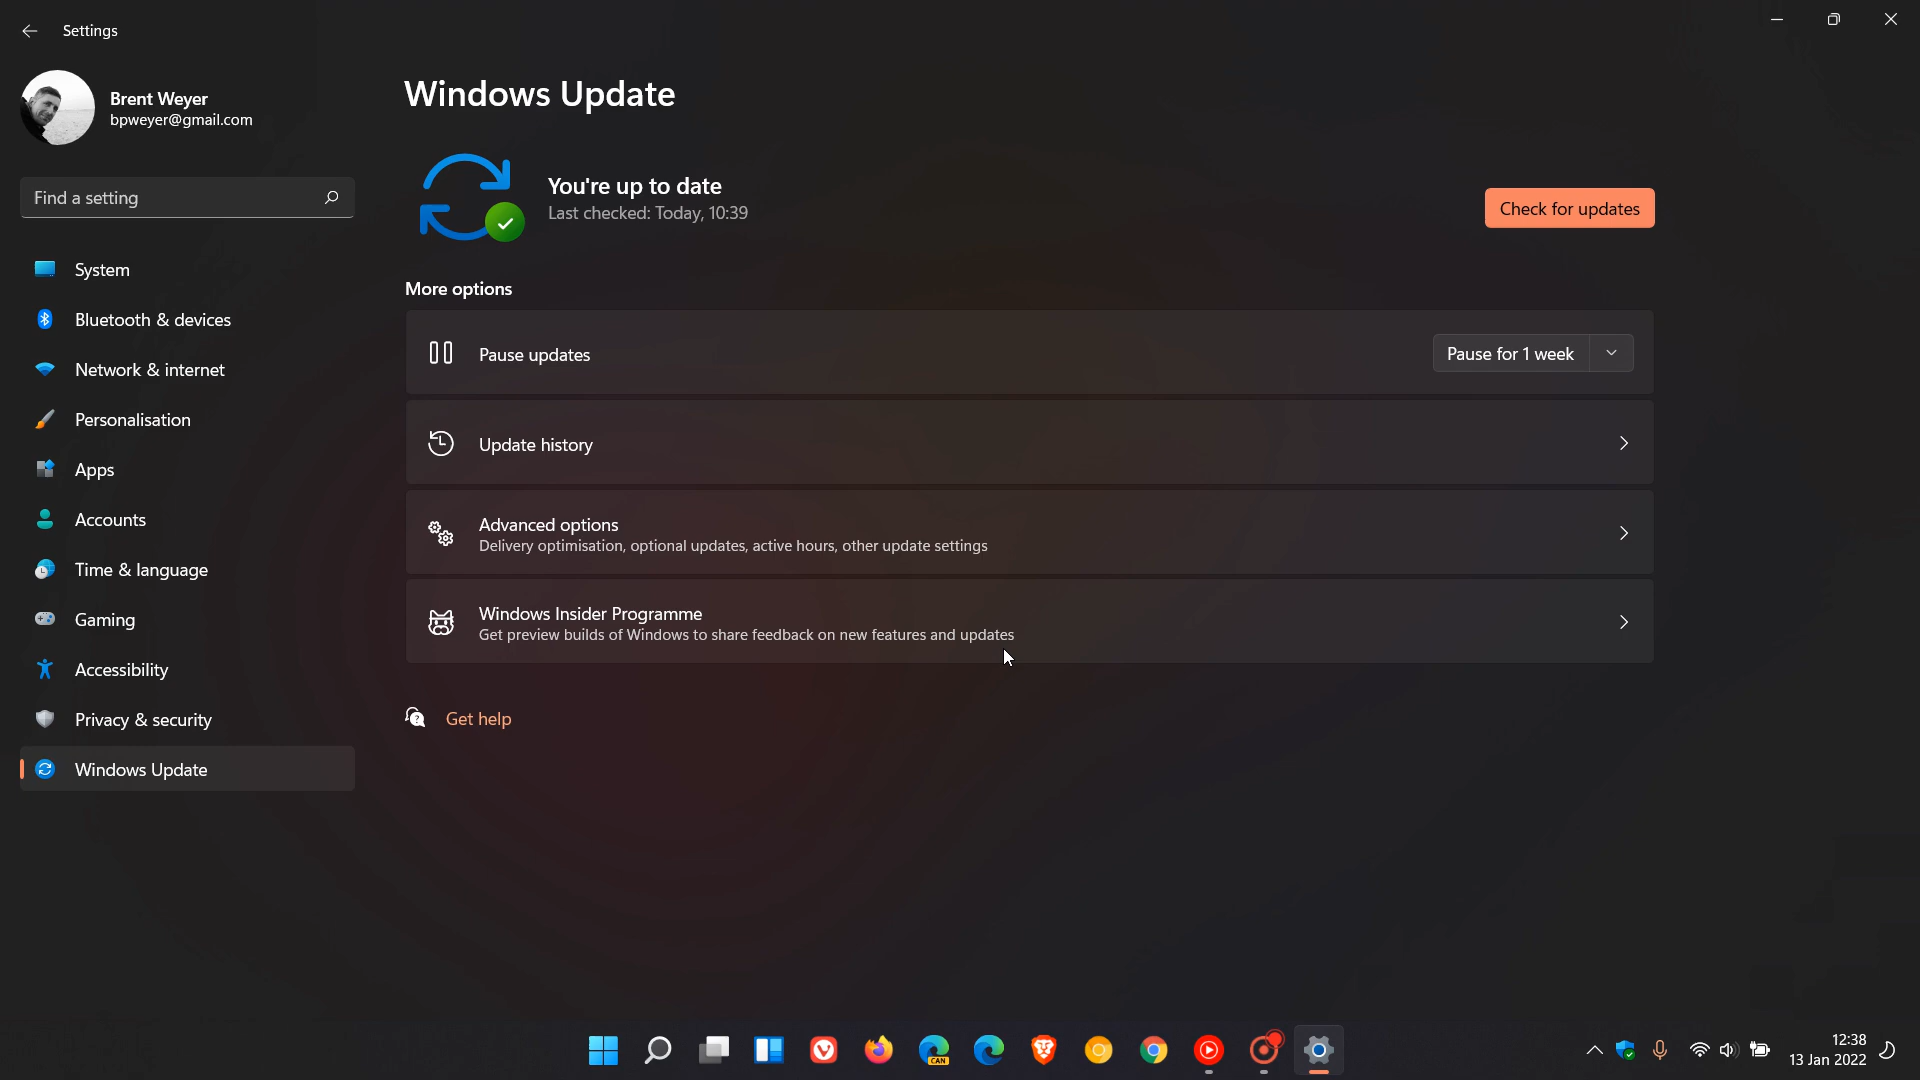 Settings
Brent Weyer
bpweyer@gmail.com
Find a setting
System
Bluetooth & devices
Network & internet
Personalisation
Apps
Accounts
Time & language
Gaming
Accessibility
Privacy & security
Windows Update
Windows Update
You're up to date
Last checked: Today, 10:39
Check for updates
More options
Pause updates
Pause for 1 week
Update history
Advanced options
Delivery optimisation, optional updates, active hours, other update settings
Windows Insider Programme
Get preview builds of Windows to share feedback on new features and updates
Get help
CAN
12:38
13 Jan 2022